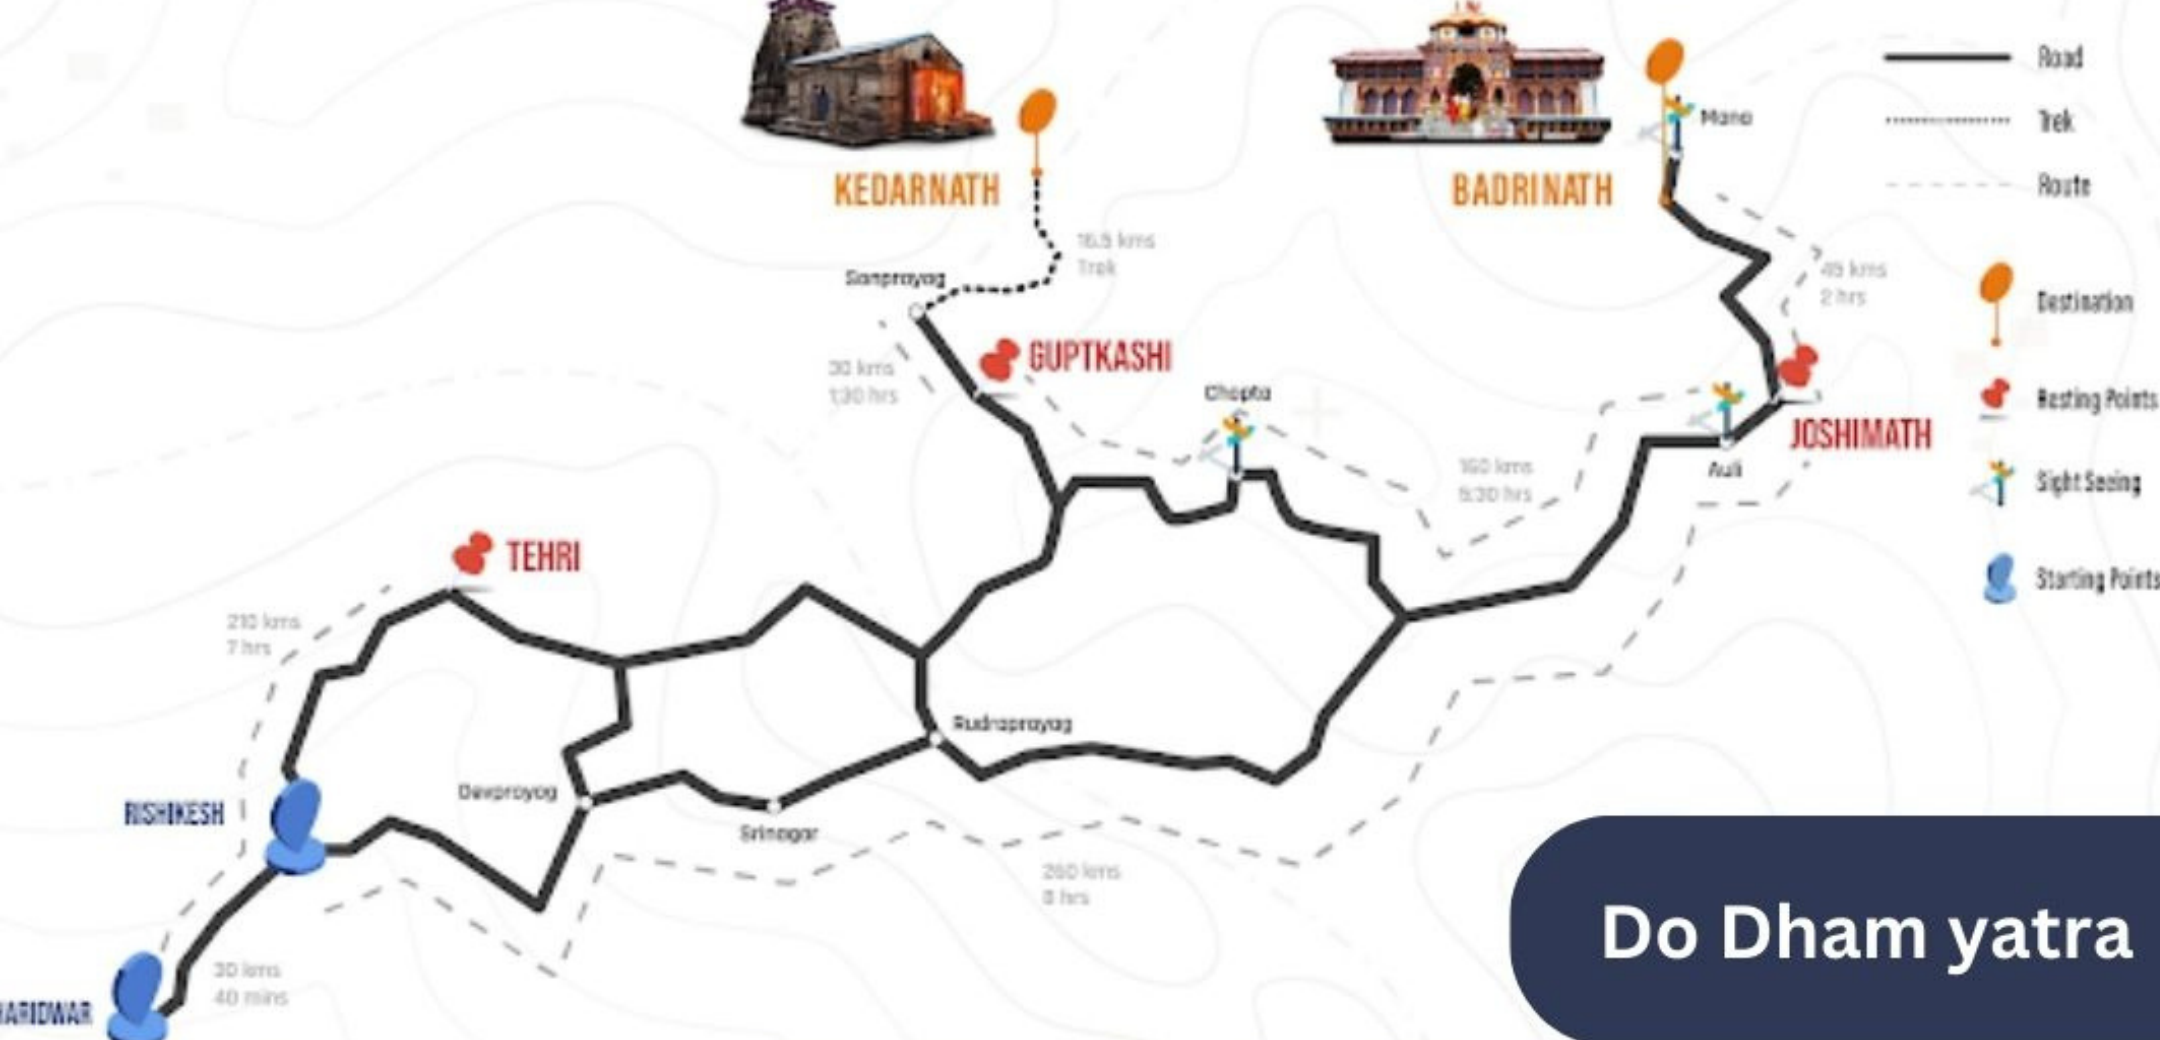 Road
Mana
Trek
KEDARNATH
BADRINATH
Route
16.5 kms
Trek
Sonprayag
45 kms
2 hrs
Destination
GUPTKASHI
30 kms
1:30 hrs
Chopta
Resting Points
JOSHIMATH
160 kms
5:30 hrs
Auli
Sight Seeing
TEHRI
Starting Points
210 kms
7 hrs
Rudraprayag
Devprayag
RISHIKESH
Srinagar
260 kms
8 hrs
Do Dham yatra
30 kms
40 mins
HARIDWAR